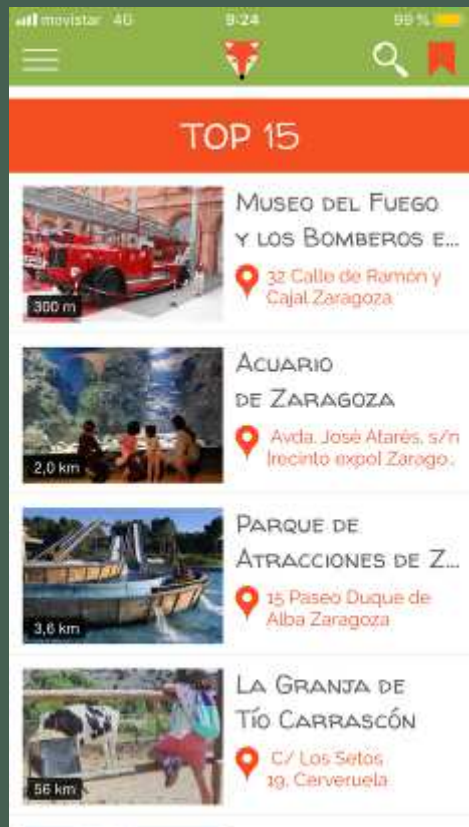 movistar 4G 9:24 99 %
TOP 15
MUSEO DEL FUEGO
Y LOS BOMBEROS E...
32 Calle de Ramón y
Cajal Zaragoza
300 m
ACUARIO
DE ZARAGOZA
Avda. José Atarés, s/n
(recinto expo) Zarago...
2,0 km
PARQUE DE
ATRACCIONES DE Z...
15 Paseo Duque de
Alba Zaragoza
3,6 km
LA GRANJA DE
TÍO CARRASCÓN
C/ Los Setos
19, Cerveruela
56 km